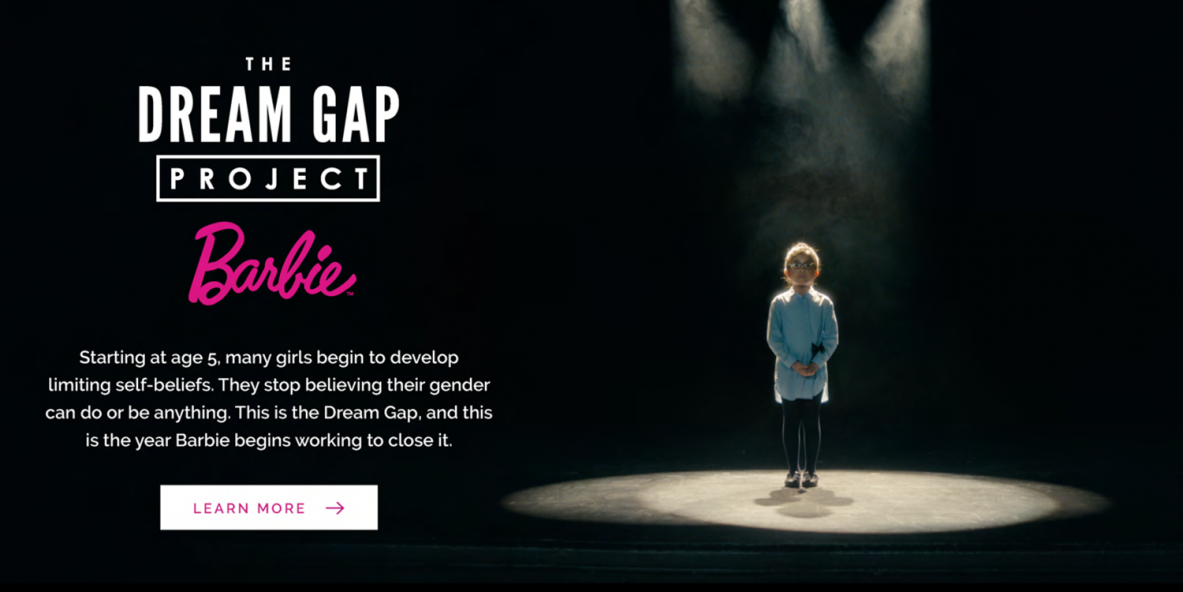 THE
DREAM GAP
PROJECT
Barbie™
Starting at age 5, many girls begin to develop
limiting self-beliefs. They stop believing their gender
can do or be anything. This is the Dream Gap, and this
is the year Barbie begins working to close it.
LEARN MORE →